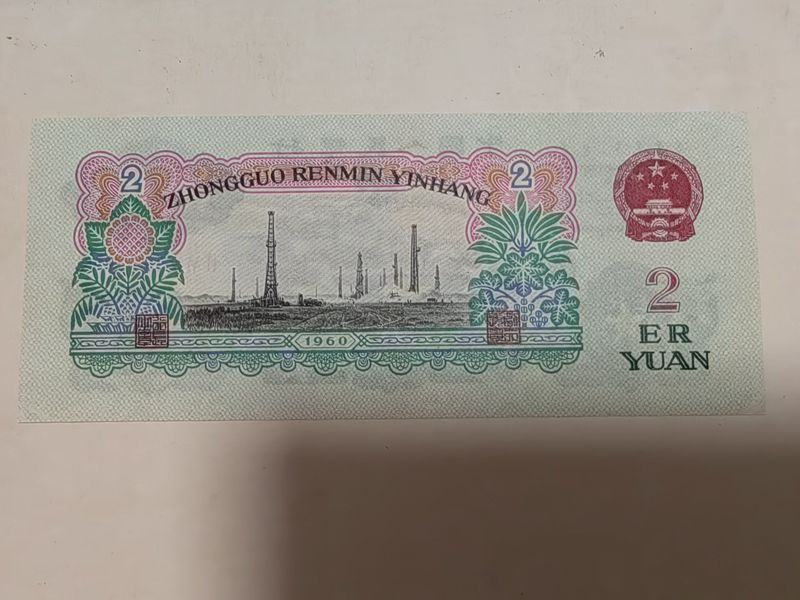 2
2
ZHONGGUO RENMIN YINHANG
1960
2
ER
YUAN